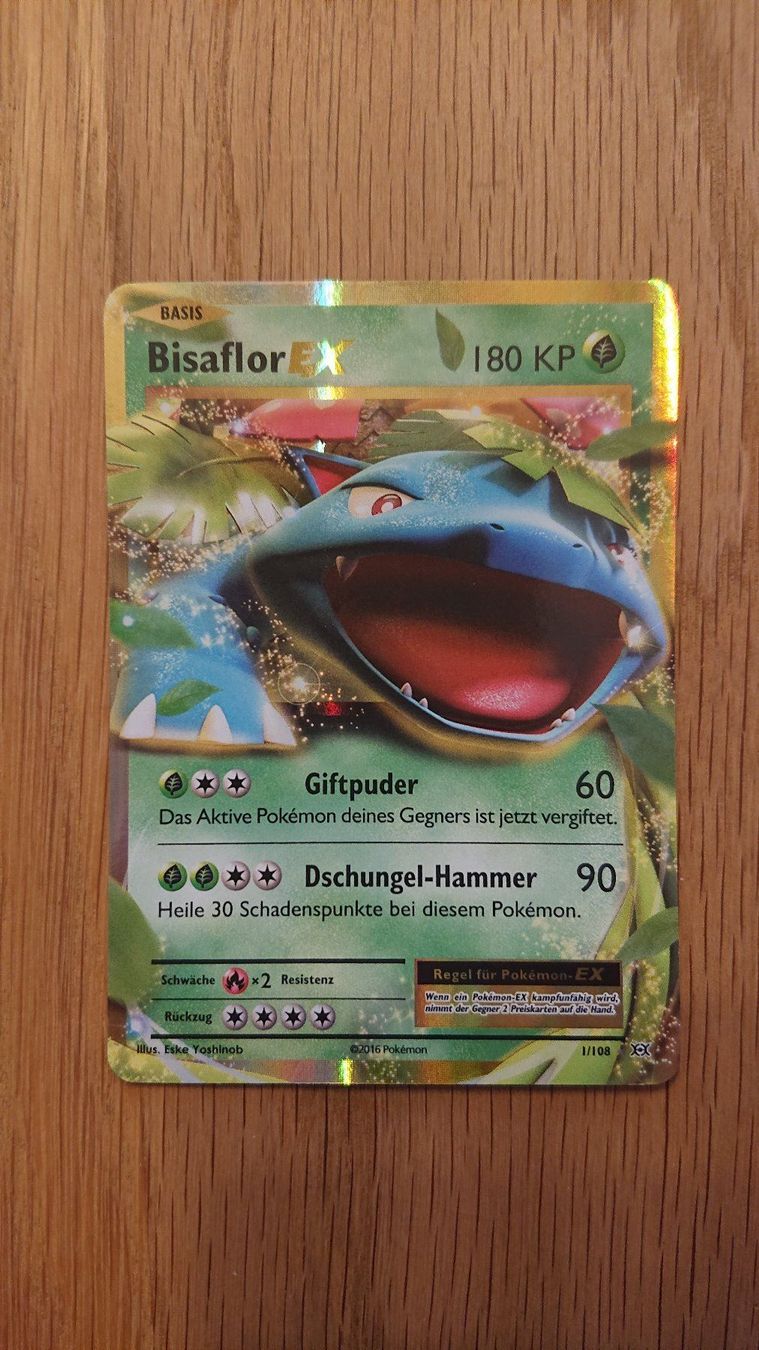 BASIS
BisaflorEX 180 KP
Giftpuder 60
Das Aktive Pokémon deines Gegners ist jetzt vergiftet.
Dschungel-Hammer 90
Heile 30 Schadenspunkte bei diesem Pokémon.
Schwäche ×2 Resistenz
Rückzug
Regel für Pokémon-EX
Wenn ein Pokémon-EX kampfunfähig wird,
nimmt der Gegner 2 Preiskarten auf die Hand.
Illus. Eske Yoshinob ©2016 Pokémon 1/108